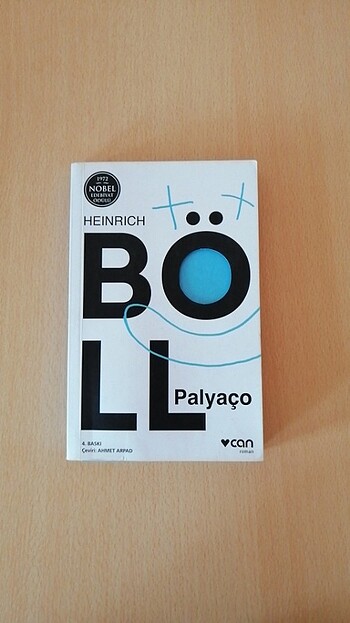 1972
NOBEL
EDEBİYAT
ÖDÜLÜ
HEINRICH
BÖ
LL
Palyaço
4. BASKI
Çeviri: AHMET ARPAD
can
roman